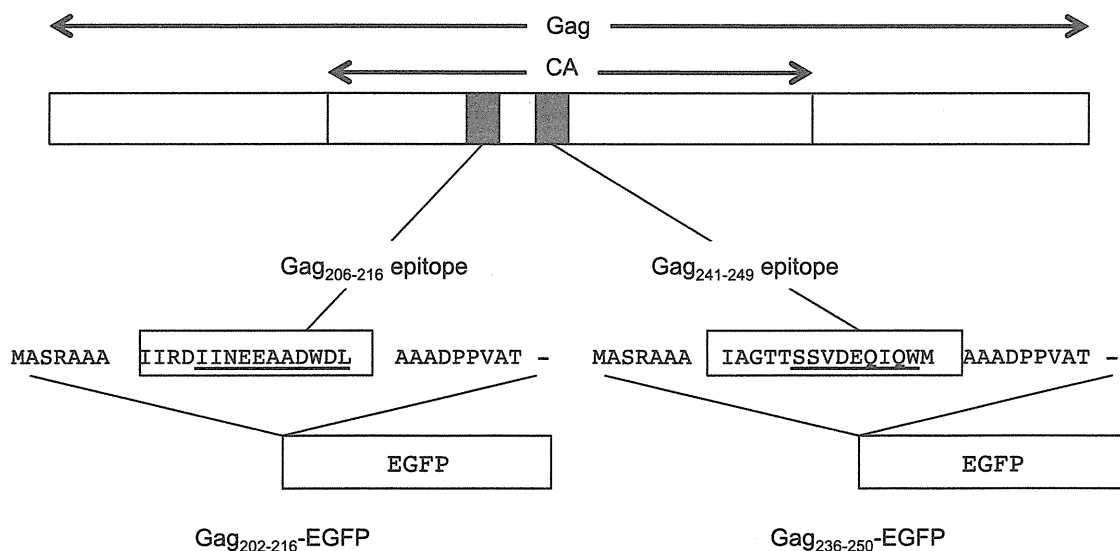 Gag
CA
Gag206-216 epitope
Gag241-249 epitope
MASRAAA IIRDIINEEAADWDL AAADPPVAT –
MASRAAA IAGTTSSVDEQIQWM AAADPPVAT –
EGFP
EGFP
Gag202-216-EGFP
Gag236-250-EGFP